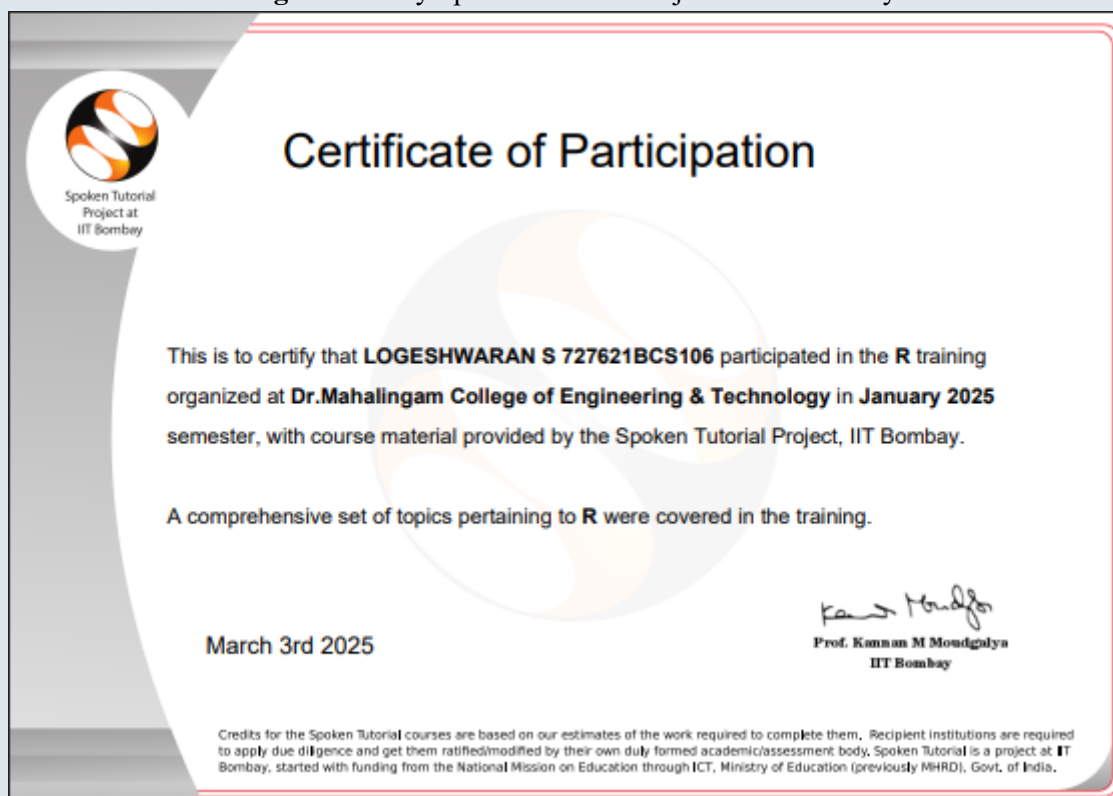 Spoken Tutorial
Project at
IIT Bombay
Certificate of Participation
This is to certify that LOGESHWARAN S 727621BCS106 participated in the R training
organized at Dr.Mahalingam College of Engineering & Technology in January 2025
semester, with course material provided by the Spoken Tutorial Project, IIT Bombay.
A comprehensive set of topics pertaining to R were covered in the training.
March 3rd 2025
Prof. Kannan M Moudgalya
IIT Bombay
Credits for the Spoken Tutorial courses are based on our estimates of the work required to complete them. Recipient institutions are required
to apply due diligence and get them ratified/modified by their own duly formed academic/assessment body. Spoken Tutorial is a project at IIT
Bombay, started with funding from the National Mission on Education through ICT, Ministry of Education (previously MHRD), Govt. of India.